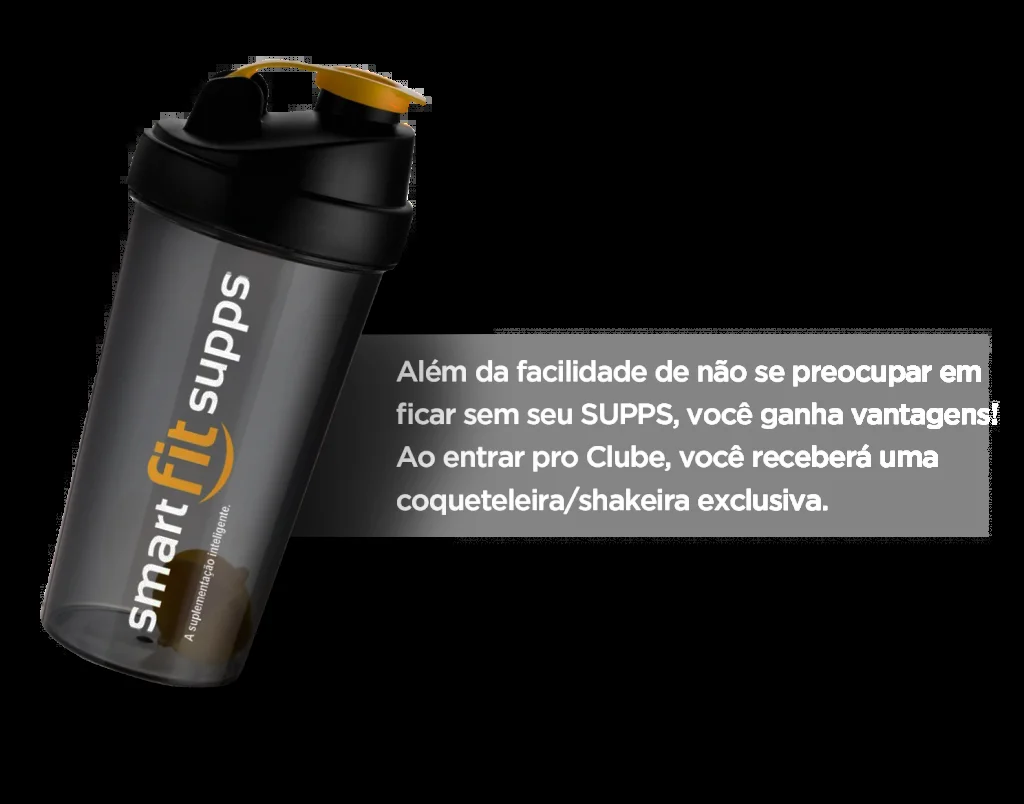 smart fit supps
A suplementação inteligente.
Além da facilidade de não se preocupar em
ficar sem seu SUPPS, você ganha vantagens!
Ao entrar pro Clube, você receberá uma
coqueteleira/shakeira exclusiva.